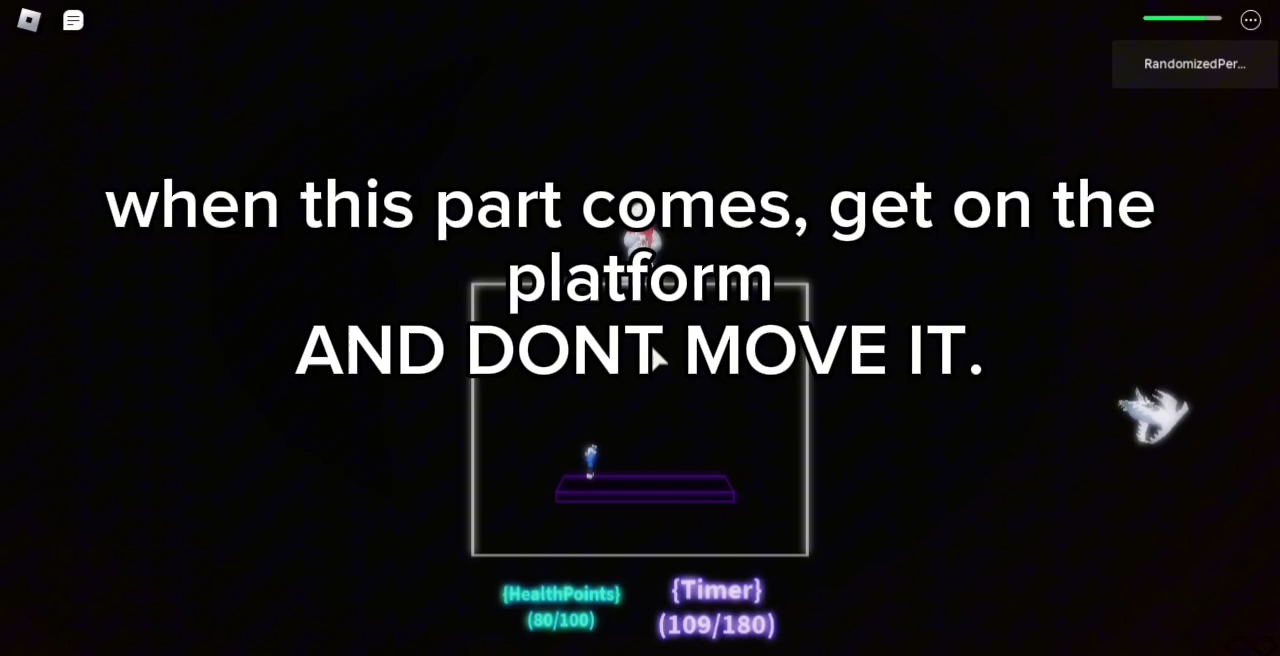 RandomizedPer...
when this part comes, get on the
platform
AND DONT MOVE IT.
{HealthPoints}
(80/100)
{Timer}
(109/180)